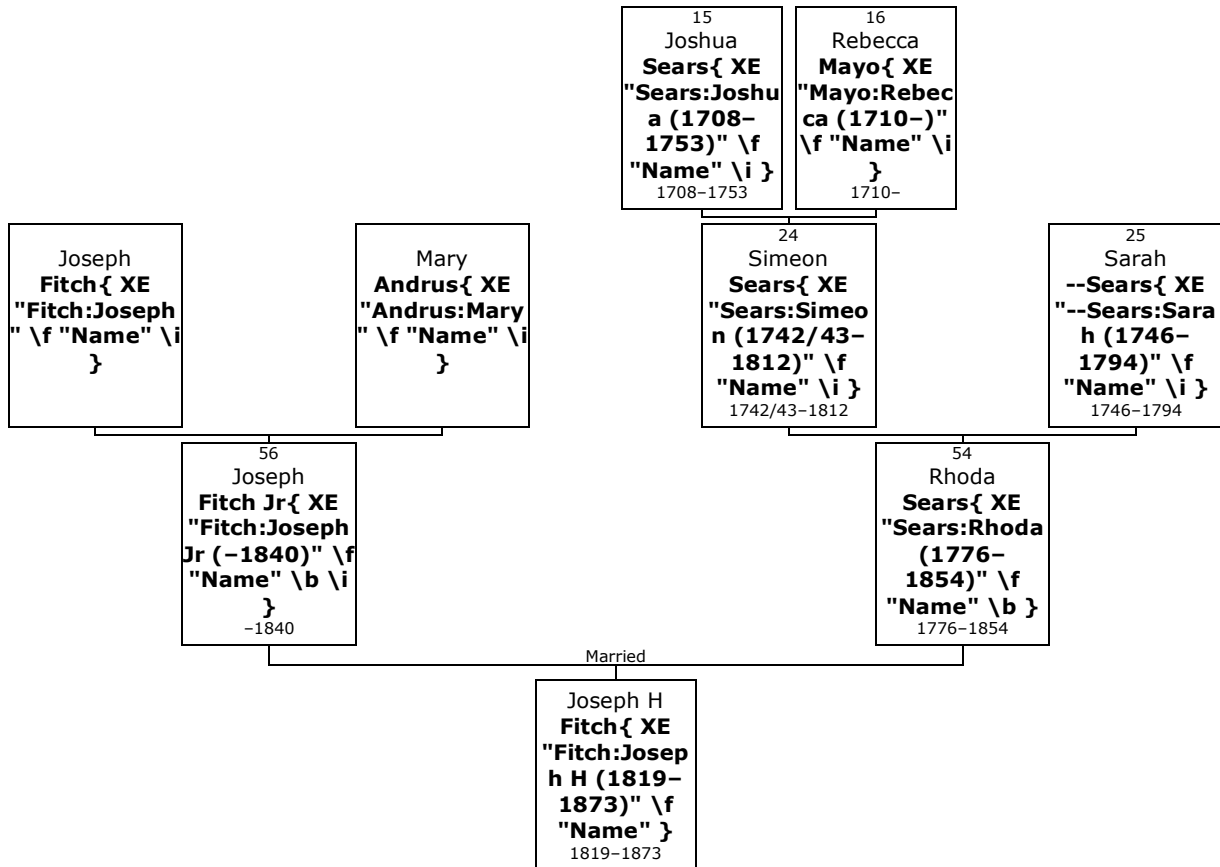 15
Joshua
Sears{ XE
"Sears:Joshu
a (1708–
1753)" \f
"Name" \i }
1708–1753
16
Rebecca
Mayo{ XE
"Mayo:Rebec
ca (1710–)"
\f "Name" \i
}
1710–
Joseph
Fitch{ XE
"Fitch:Joseph
" \f "Name" \i
}
Mary
Andrus{ XE
"Andrus:Mary
" \f "Name" \i
}
24
Simeon
Sears{ XE
"Sears:Simeo
n (1742/43–
1812)" \f
"Name" \i }
1742/43–1812
25
Sarah
--Sears{ XE
"--Sears:Sara
h (1746–
1794)" \f
"Name" \i }
1746–1794
56
Joseph
Fitch Jr{ XE
"Fitch:Joseph
Jr (–1840)" \f
"Name" \b \i
}
–1840
54
Rhoda
Sears{ XE
"Sears:Rhoda
(1776–
1854)" \f
"Name" \b }
1776–1854
Married
Joseph H
Fitch{ XE
"Fitch:Josep
h H (1819–
1873)" \f
"Name" }
1819–1873